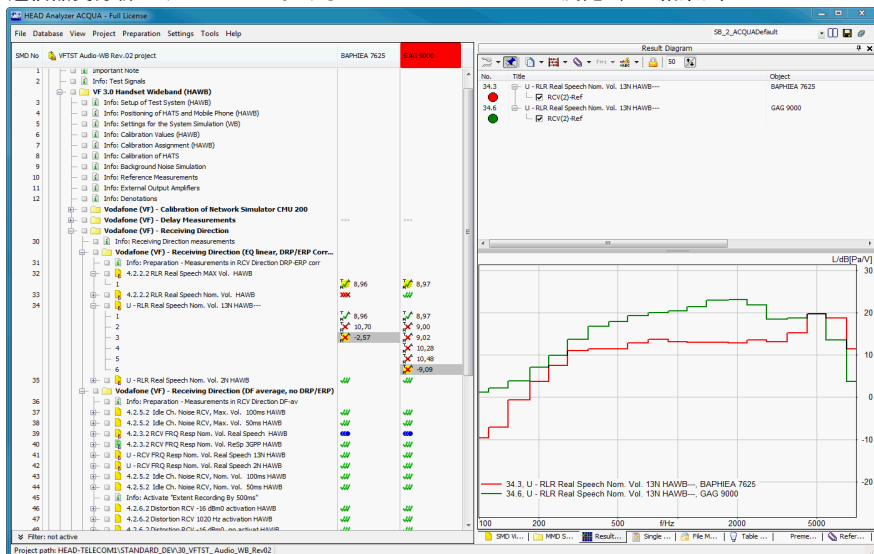 HEAD Analyzer ACQUA - Full License
File Database View Project Preparation Settings Tools Help
SB_2_ACQUADefault
SMD No VFTST Audio-WB Rev.02 project BAPHIEA 7625 GAG 9000
1 Important Note
2 Info: Test Signals
VF 3.0 Handset Wideband (HAWB)
3 Info: Setup of Test System (HAWB)
4 Info: Positioning of HATS and Mobile Phone (HAWB)
5 Info: Settings for the System Simulation (WB)
6 Info: Calibration Values (HAWB)
7 Info: Calibration Assignment (HAWB)
8 Info: Calibration of HATS
9 Info: Background Noise Simulation
10 Info: Reference Measurements
11 Info: External Output Amplifiers
12 Info: Denotations
Vodafone (VF) - Calibration of Network Simulator CMU 200
Vodafone (VF) - Delay Measurements --- ---
Vodafone (VF) - Receiving Direction
30 Info: Receiving Direction measurements
Vodafone (VF) - Receiving Direction (EQ linear, DRP/ERP Corr...
31 Info: Preparation - Measurements in RCV Direction DRP-ERP corr
32 4.2.2.2 RLR Real Speech MAX Vol. HAWB
1 8,96 8,97
33 4.2.2.2 RLR Real Speech Nom. Vol. HAWB
34 U - RLR Real Speech Nom. Vol. 13N HAWB---
1 8,96 8,97
2 10,70 9,00
3 -2,57 9,02
4 10,28
5 10,48
6 -9,09
35 U - RLR Real Speech Nom. Vol. 2N HAWB
Vodafone (VF) - Receiving Direction (DF average, no DRP/ERP)
36 Info: Preparation - Measurements in RCV Direction DF-av
37 4.2.5.2 Idle Ch. Noise RCV, Max. Vol. 100ms HAWB
38 4.2.5.2 Idle Ch. Noise RCV, Max. Vol. 50ms HAWB
39 4.2.3.2 RCV FRQ Resp Nom. Vol. Real Speech HAWB
40 4.2.3.2 RCV FRQ Resp Nom. Vol. ReSp 3GPP HAWB
41 U - RCV FRQ Resp Nom. Vol. Real Speech 13N HAWB
42 U - RCV FRQ Resp Nom. Vol. Real Speech 2N HAWB
43 4.2.5.2 Idle Ch. Noise RCV, Nom. Vol. 100ms HAWB
44 4.2.5.2 Idle Ch. Noise RCV, Nom. Vol. 50ms HAWB
45 Info: Activate "Extent Recording By 500ms"
46 4.2.6.2 Distortion RCV -16 dBm0 activation HAWB
47 4.2.6.2 Distortion RCV 1020 Hz activation HAWB
Filter: not active
Project path: HEAD-TELECOM1\STANDARD_DEV\30_VFTST_Audio_WB_Rev02
Result Diagram
50
No. Title Object
34.3 U - RLR Real Speech Nom. Vol. 13N HAWB--- BAPHIEA 7625
RCV(2)-Ref
34.6 U - RLR Real Speech Nom. Vol. 13N HAWB--- GAG 9000
RCV(2)-Ref
L/dB[Pa/V]
30
-10
-20
34.3, U - RLR Real Speech Nom. Vol. 13N HAWB---, BAPHIEA 7625
34.6, U - RLR Real Speech Nom. Vol. 13N HAWB---, GAG 9000
100 200 500 f/Hz 2000 5000
SMD Vi... MMD S... Result... Single ... File M... Table ... Preme... Refer...